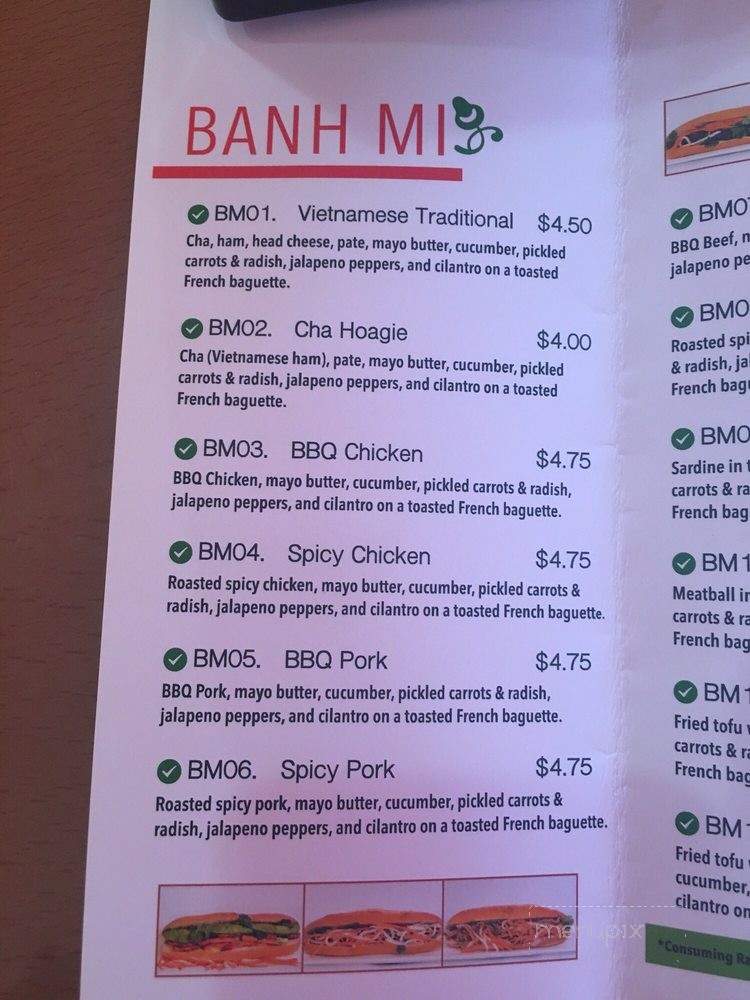 BANH MI
BM01. Vietnamese Traditional $4.50
Cha, ham, head cheese, pate, mayo butter, cucumber, pickled
carrots & radish, jalapeno peppers, and cilantro on a toasted
French baguette.
BM02. Cha Hoagie $4.00
Cha (Vietnamese ham), pate, mayo butter, cucumber, pickled
carrots & radish, jalapeno peppers, and cilantro on a toasted
French baguette.
BM03. BBQ Chicken $4.75
BBQ Chicken, mayo butter, cucumber, pickled carrots & radish,
jalapeno peppers, and cilantro on a toasted French baguette.
BM04. Spicy Chicken $4.75
Roasted spicy chicken, mayo butter, cucumber, pickled carrots &
radish, jalapeno peppers, and cilantro on a toasted French baguette.
BM05. BBQ Pork $4.75
BBQ Pork, mayo butter, cucumber, pickled carrots & radish,
jalapeno peppers, and cilantro on a toasted French baguette.
BM06. Spicy Pork $4.75
Roasted spicy pork, mayo butter, cucumber, pickled carrots &
radish, jalapeno peppers, and cilantro on a toasted French baguette.
menupix
BBQ Beef,
jalapeno
Roasted
& radish,
French
Sardine in
carrots &
French
Meatball
carrots &
French
Fried tofu
carrots &
French
Fried tofu
cucumber,
cilantro on
*Consuming